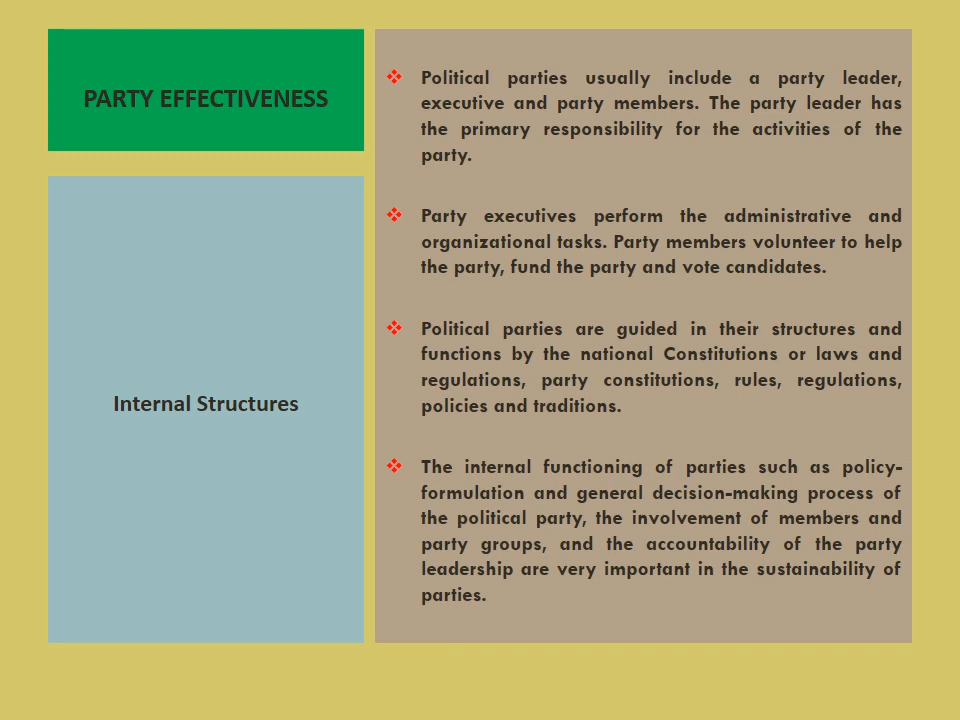 PARTY EFFECTIVENESS
Internal Structures
Political parties usually include a party leader,
executive and party members. The party leader has
the primary responsibility for the activities of the
party.
Party executives perform the administrative and
organizational tasks. Party members volunteer to help
the party, fund the party and vote candidates.
Political parties are guided in their structures and
functions by the national Constitutions or laws and
regulations, party constitutions, rules, regulations,
policies and traditions.
The internal functioning of parties such as policy-
formulation and general decision-making process of
the political party, the involvement of members and
party groups, and the accountability of the party
leadership are very important in the sustainability of
parties.